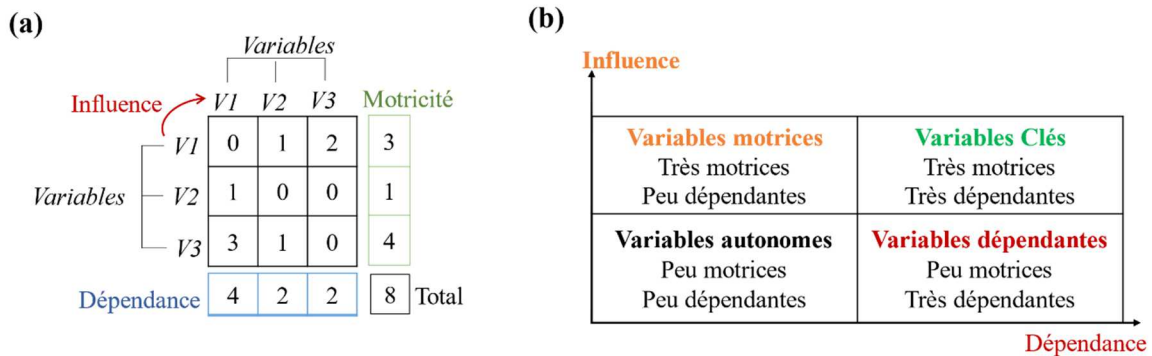 (a)
Variables
Influence V1 V2 V3 Motricité
V1 0 1 2 3
Variables V2 1 0 0 1
V3 3 1 0 4
Dépendance 4 2 2 8 Total
(b)
Influence
Variables motrices
Très motrices
Peu dépendantes
Variables Clés
Très motrices
Très dépendantes
Variables autonomes
Peu motrices
Peu dépendantes
Variables dépendantes
Peu motrices
Très dépendantes
Dépendance